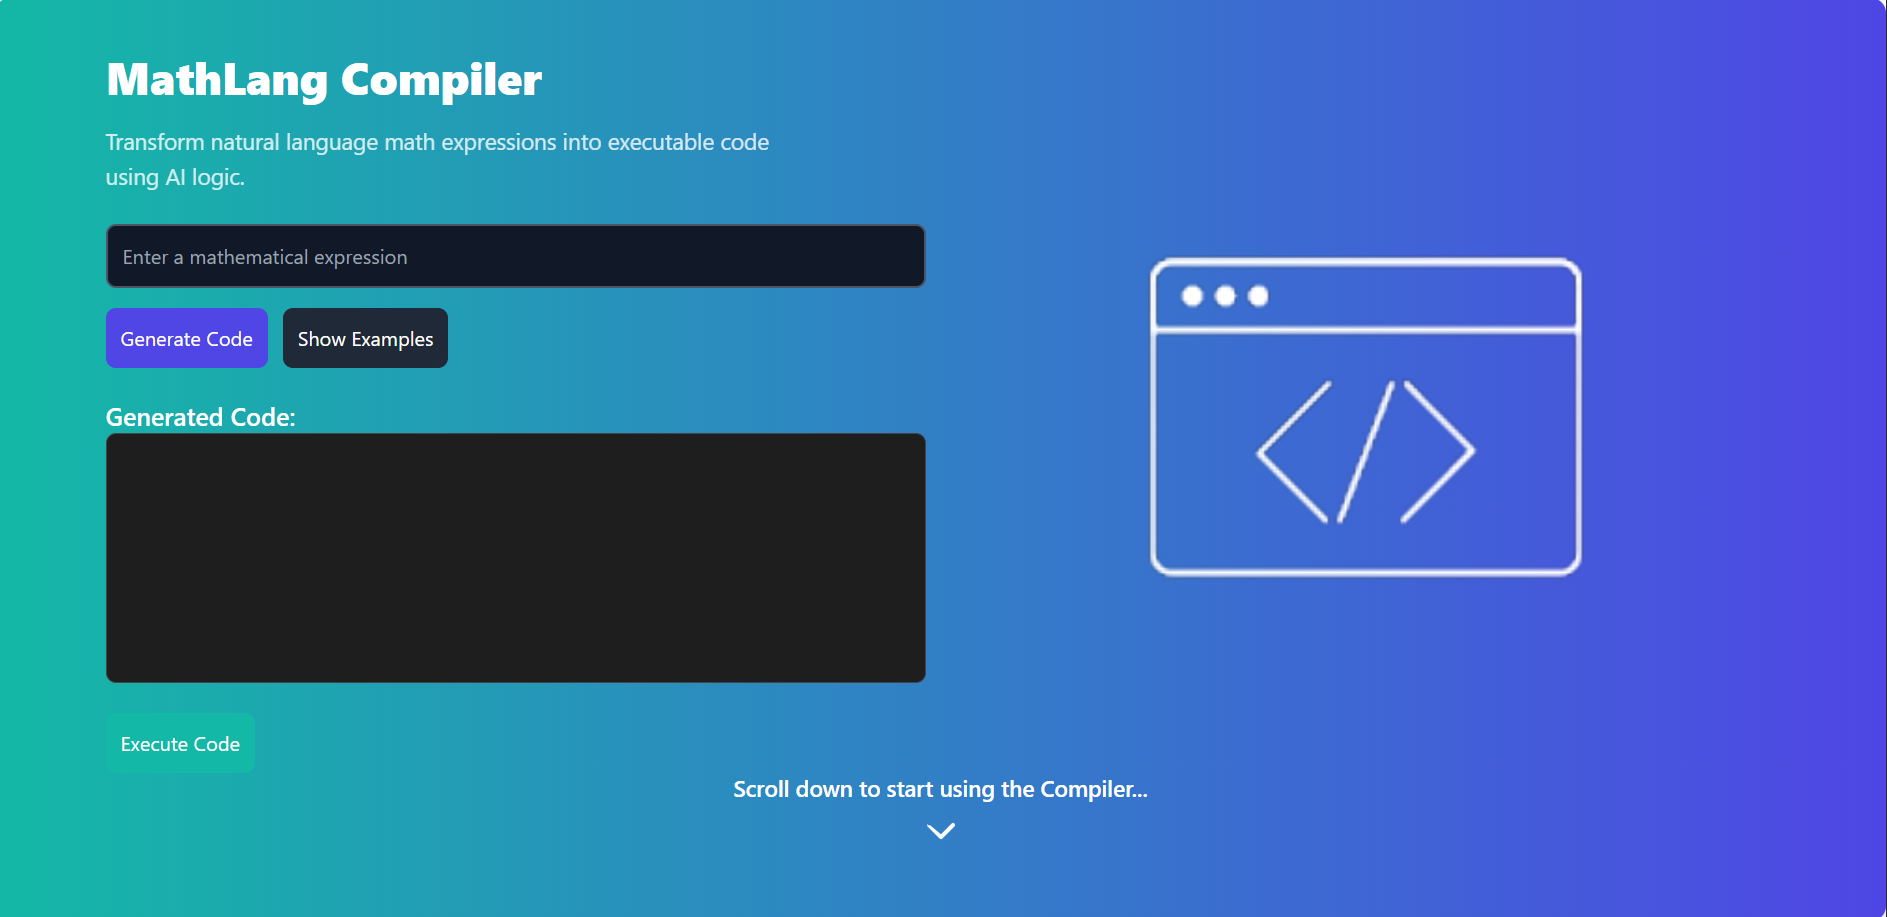 MathLang Compiler
Transform natural language math expressions into executable code
using AI logic.
Enter a mathematical expression
Generate Code
Show Examples
Generated Code:
Execute Code
Scroll down to start using the Compiler...